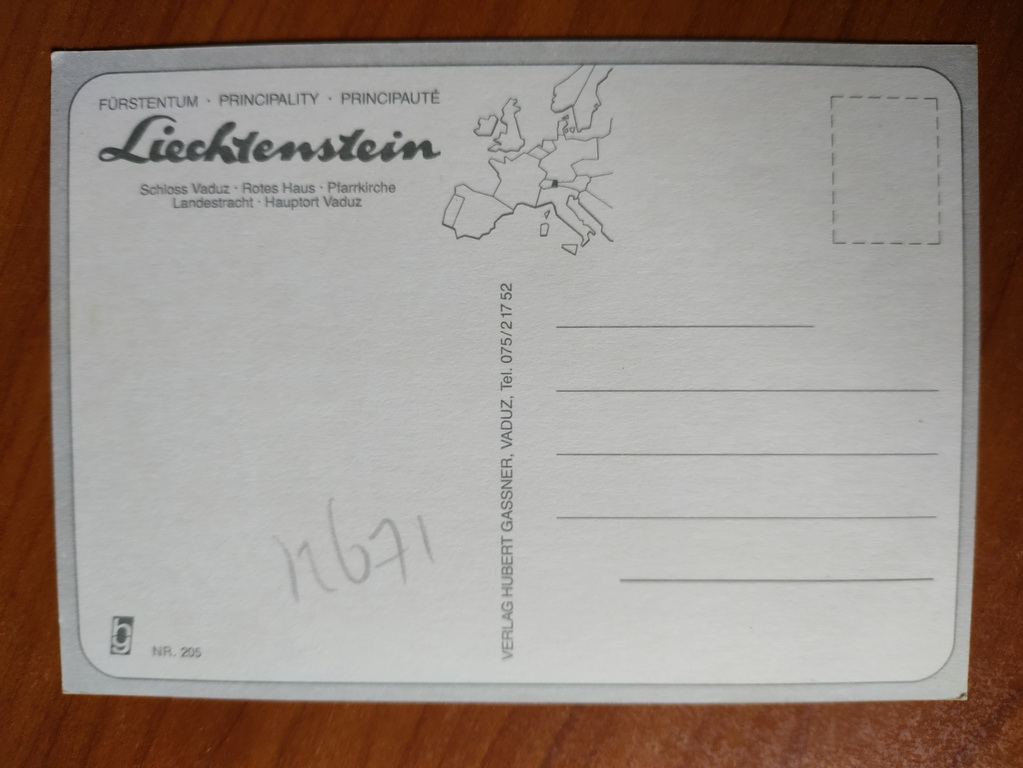 FÜRSTENTUM · PRINCIPALITY · PRINCIPAUTÉ
Liechtenstein
Schloss Vaduz · Rotes Haus · Pfarrkirche
Landestracht · Hauptort Vaduz
VERLAG HUBERT GASSNER, VADUZ, Tel. 075/2 17 52
NR. 205